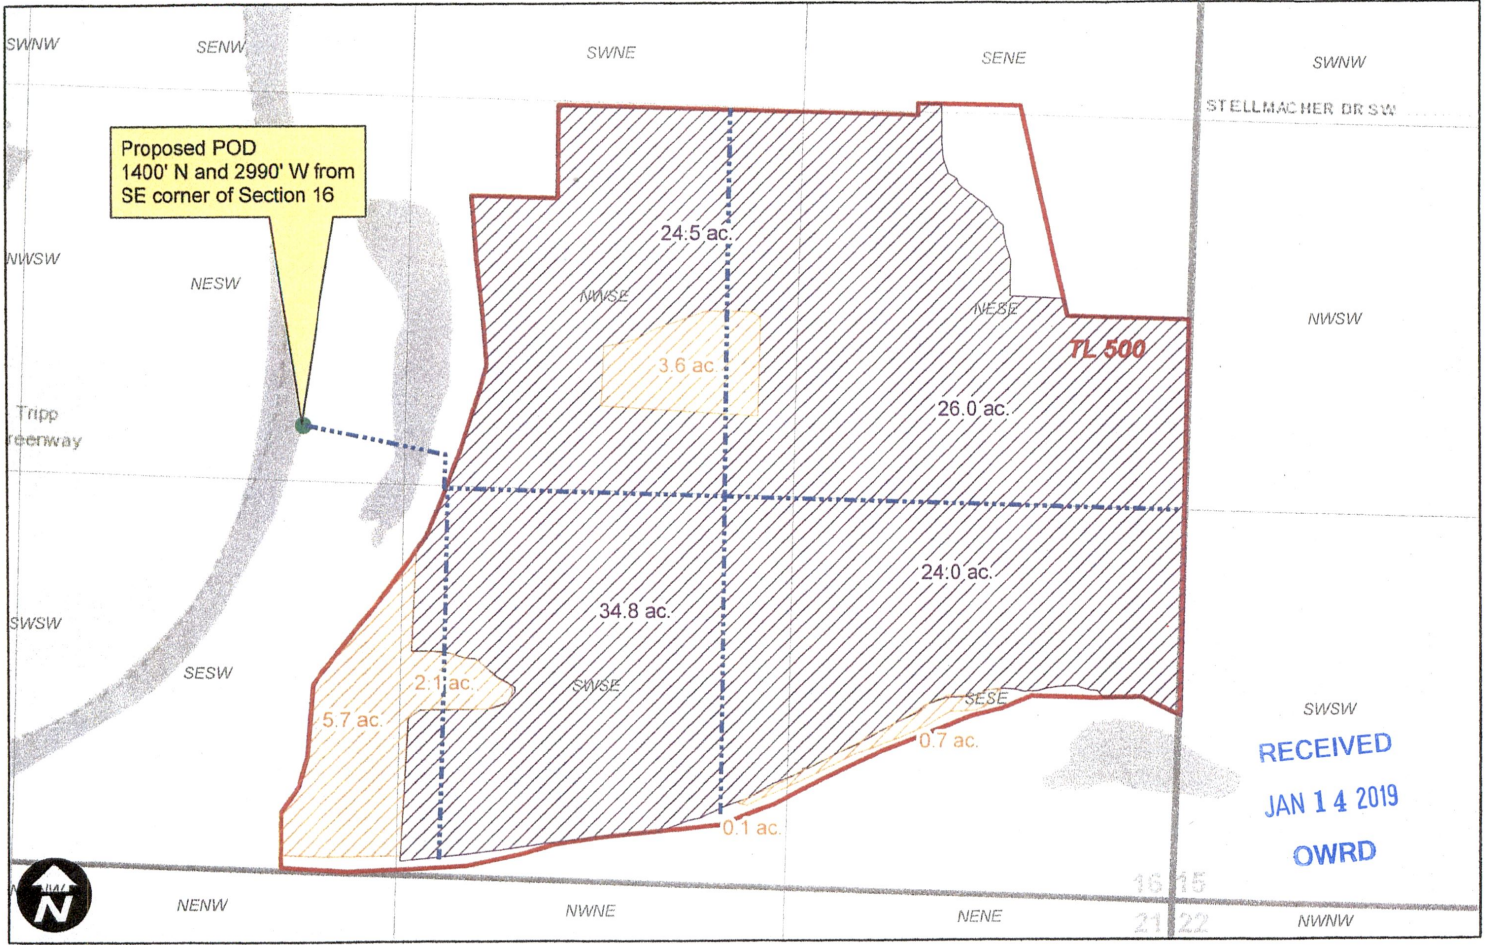 SWNW
SENW
SWNE
SENE
SWNW
STELLMACHER DR SW
Proposed POD
1400' N and 2990' W from
SE corner of Section 16
24.5 ac.
NWSW
NESW
NWSE
NESE
NWSW
TL 500
3.6 ac.
26.0 ac.
Tripp
reenway
24.0 ac.
34.8 ac.
SWSW
SESW
2.1 ac.
SWSE
SESE
SWSW
5.7 ac.
0.7 ac.
RECEIVED
JAN 14 2019
OWRD
0.1 ac.
16 15
N
NENW
NWNE
NENE
21 22
NWNW